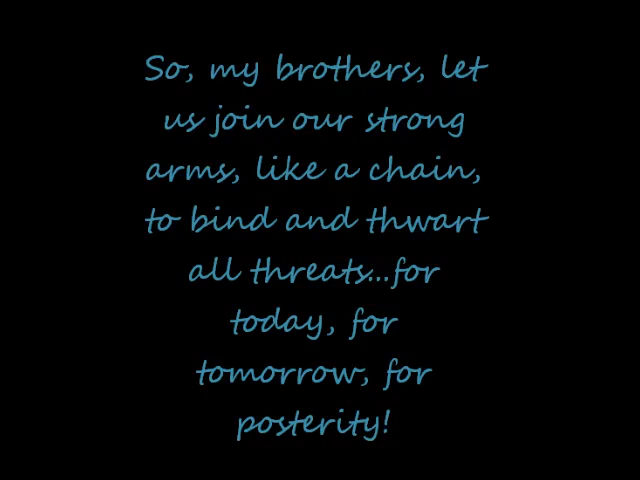 So, my brothers, let
us join our strong
arms, like a chain,
to bind and thwart
all threats...for
today, for
tomorrow, for
posterity!